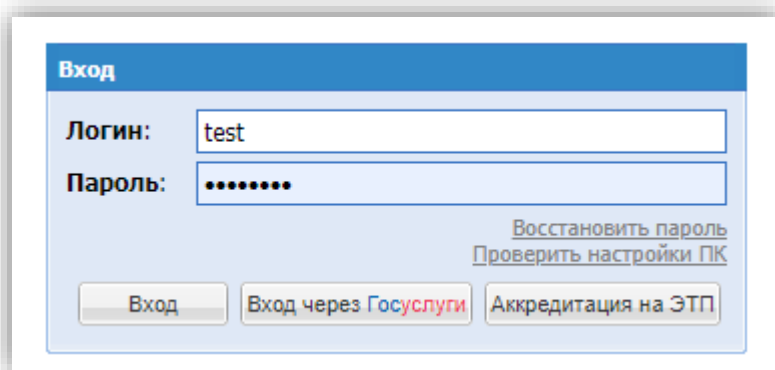 Вход
Логин: test
Пароль: ••••••••
Восстановить пароль
Проверить настройки ПК
Вход Вход через Госуслуги Аккредитация на ЭТП